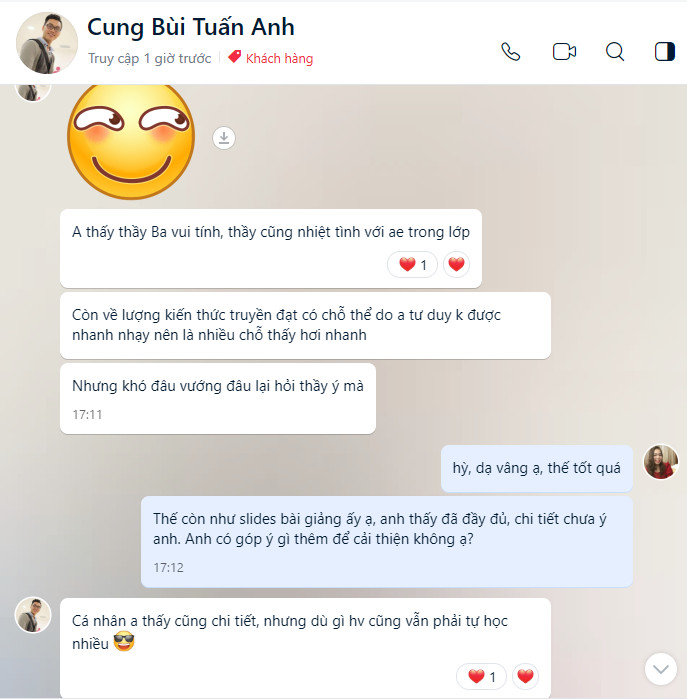 Cung Bùi Tuấn Anh
Truy cập 1 giờ trước
Khách hàng
A thấy thầy Ba vui tính, thầy cũng nhiệt tình với ae trong lớp
1
Còn về lượng kiến thức truyền đạt có chỗ thể do a tư duy k được
nhanh nhạy nên là nhiều chỗ thấy hơi nhanh
Nhưng khó đâu vướng đâu lại hỏi thầy ý mà
17:11
hỳ, dạ vâng ạ, thế tốt quá
Thế còn như slides bài giảng ấy ạ, anh thấy đã đầy đủ, chi tiết chưa ý
anh. Anh có góp ý gì thêm để cải thiện không ạ?
17:12
Cá nhân a thấy cũng chi tiết, nhưng dù gì hv cũng vẫn phải tự học
nhiều 😎
1